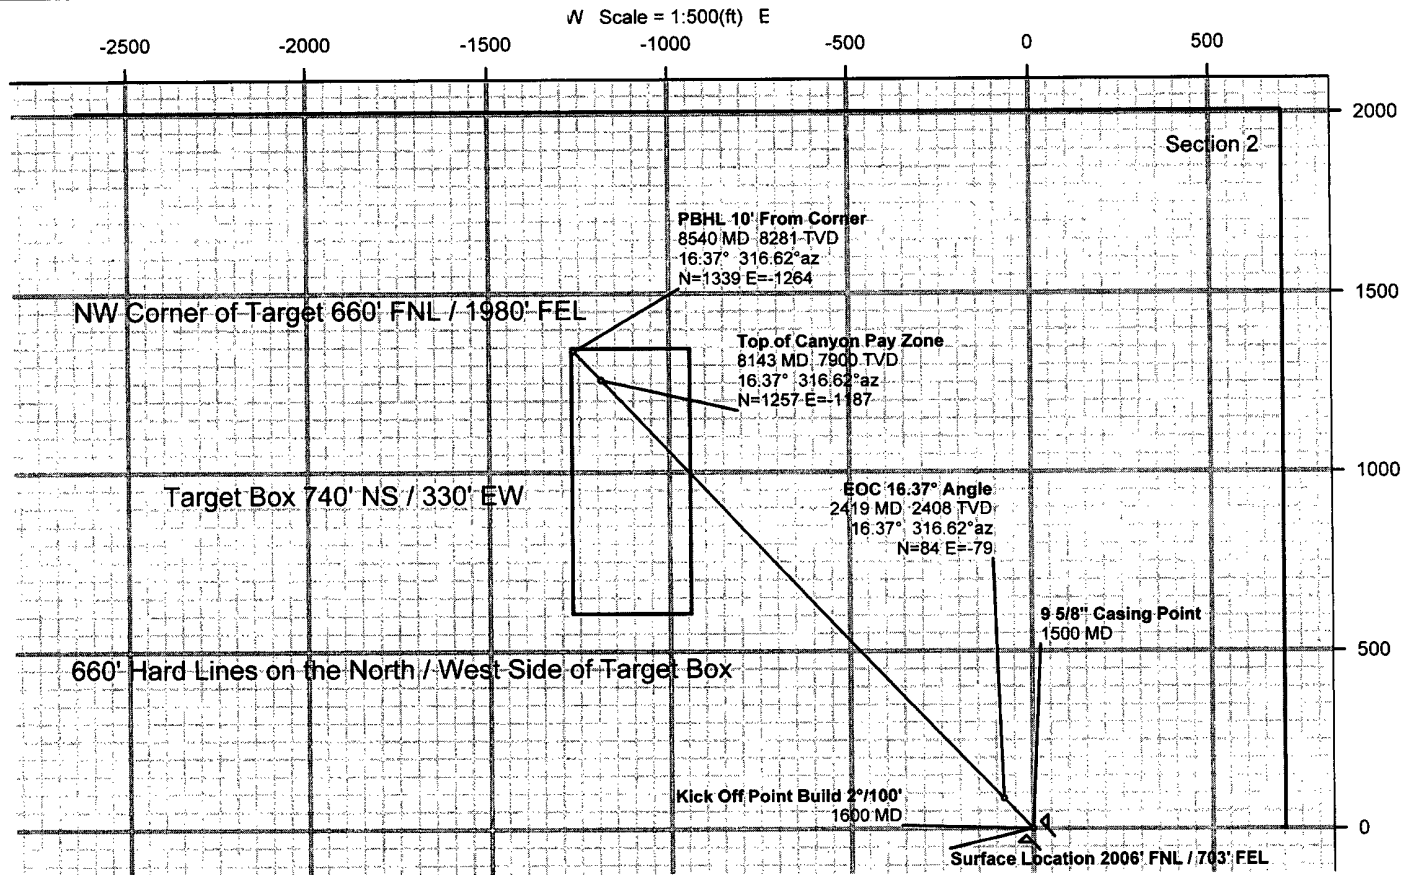 W Scale = 1:500(ft) E
-2500 -2000 -1500 -1000 -500 0 500
2000
Section 2
PBHL 10' From Corner
8540 MD 8281 TVD
16.37° 316.62°az
N=1339 E=-1264
1500
NW Corner of Target 660' FNL / 1980' FEL
Top of Canyon Pay Zone
8143 MD 7900 TVD
16.37° 316.62°az
N=1257 E=-1187
1000
Target Box 740' NS / 330' EW
EOC 16.37° Angle
2419 MD 2408 TVD
16.37° 316.62°az
N=84 E=-79
9 5/8" Casing Point
1500 MD
500
660' Hard Lines on the North / West Side of Target Box
Kick Off Point Build 2°/100'
1600 MD
0
Surface Location 2006' FNL / 703' FEL